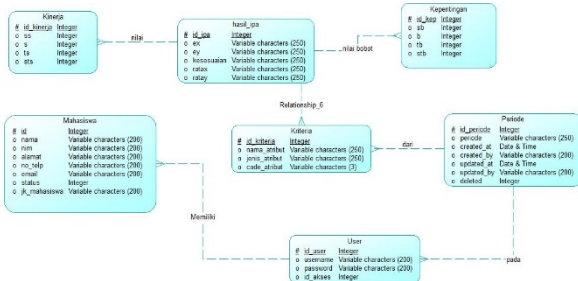 Kinerja
# id_kinerja Integer
o ss Integer
o s Integer
o ts Integer
o sts Integer
nilai
hasil_ipa
# id_ipa Integer
o ex Variable characters (250)
o ey Variable characters (250)
o kesesuaian Variable characters (250)
o ratax Variable characters (250)
o ratay Variable characters (250)
nilai bobot
Kepentingan
# id_kep Integer
o sb Integer
o b Integer
o tb Integer
o stb Integer
Relationship_6
Mahasiswa
# id Integer
o nama Variable characters (200)
o nim Variable characters (200)
o alamat Variable characters (200)
o no_telp Variable characters (200)
o email Variable characters (200)
o status Integer
o jk_mahasiswa Variable characters (200)
Kriteria
# id_kriteria Integer
o nama_atribut Variable characters (250)
o jenis_atribut Variable characters (250)
o code_atribut Variable characters (3)
dari
Periode
# id_periode Integer
o periode Variable characters (250)
o created_at Date & Time
o created_by Variable characters (200)
o updated_at Date & Time
o updated_by Variable characters (200)
o deleted Integer
Memiliki
pada
User
# id_user Integer
o username Variable characters (200)
o password Variable characters (200)
o id_akses Integer